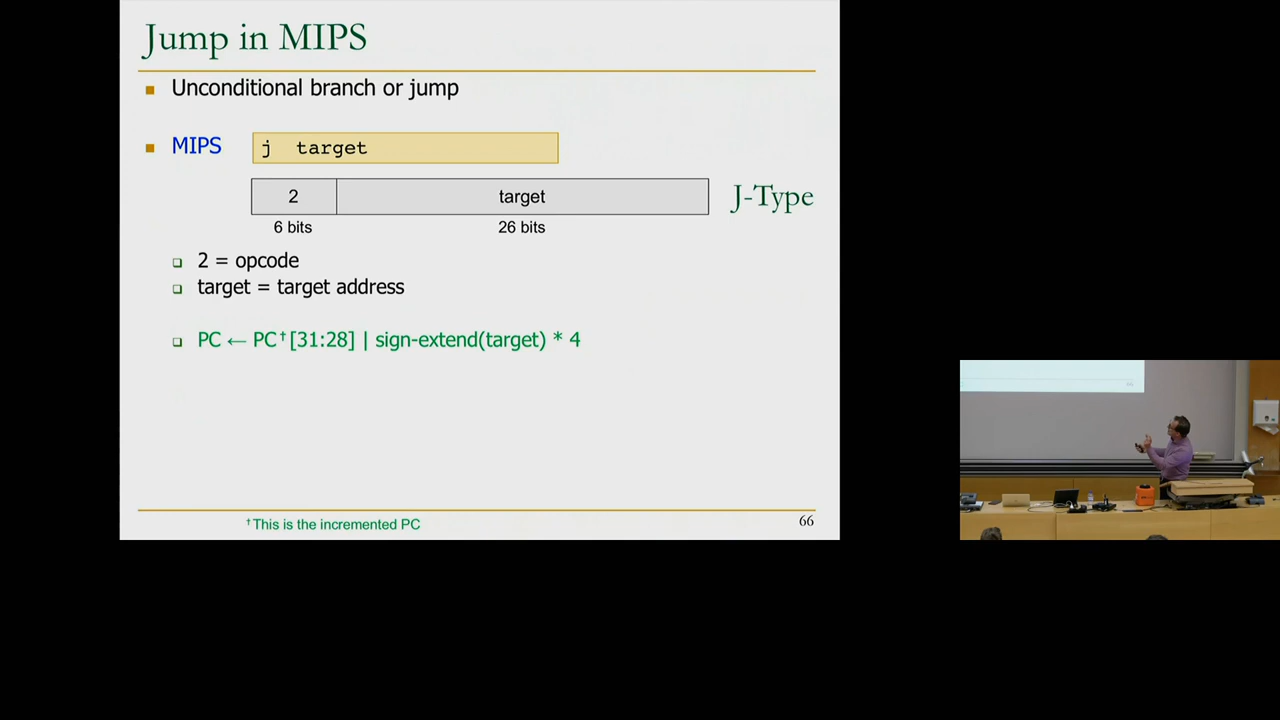 Jump in MIPS
Unconditional branch or jump
MIPS
j target
2 target J-Type
6 bits 26 bits
2 = opcode
target = target address
PC ← PC†[31:28] | sign-extend(target) * 4
†This is the incremented PC
66